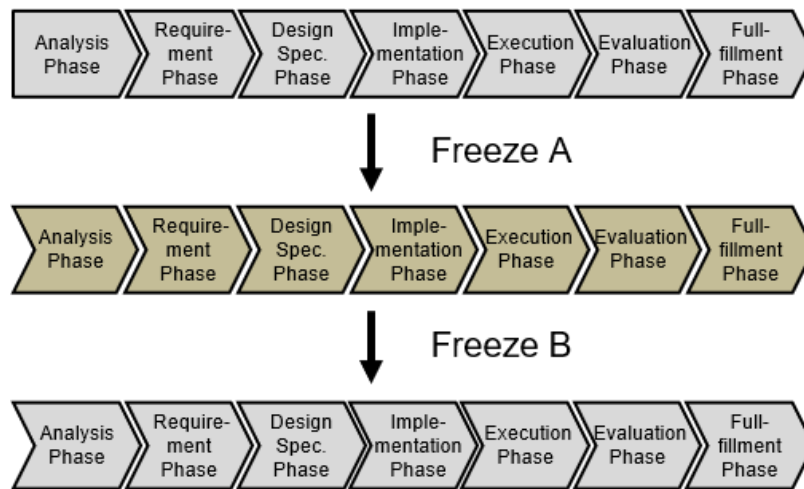 Analysis
Phase
Require-
ment
Phase
Design
Spec.
Phase
Imple-
mentation
Phase
Execution
Phase
Evaluation
Phase
Full-
fillment
Phase
Freeze A
Analysis
Phase
Require-
ment
Phase
Design
Spec.
Phase
Imple-
mentation
Phase
Execution
Phase
Evaluation
Phase
Full-
fillment
Phase
Freeze B
Analysis
Phase
Require-
ment
Phase
Design
Spec.
Phase
Imple-
mentation
Phase
Execution
Phase
Evaluation
Phase
Full-
fillment
Phase